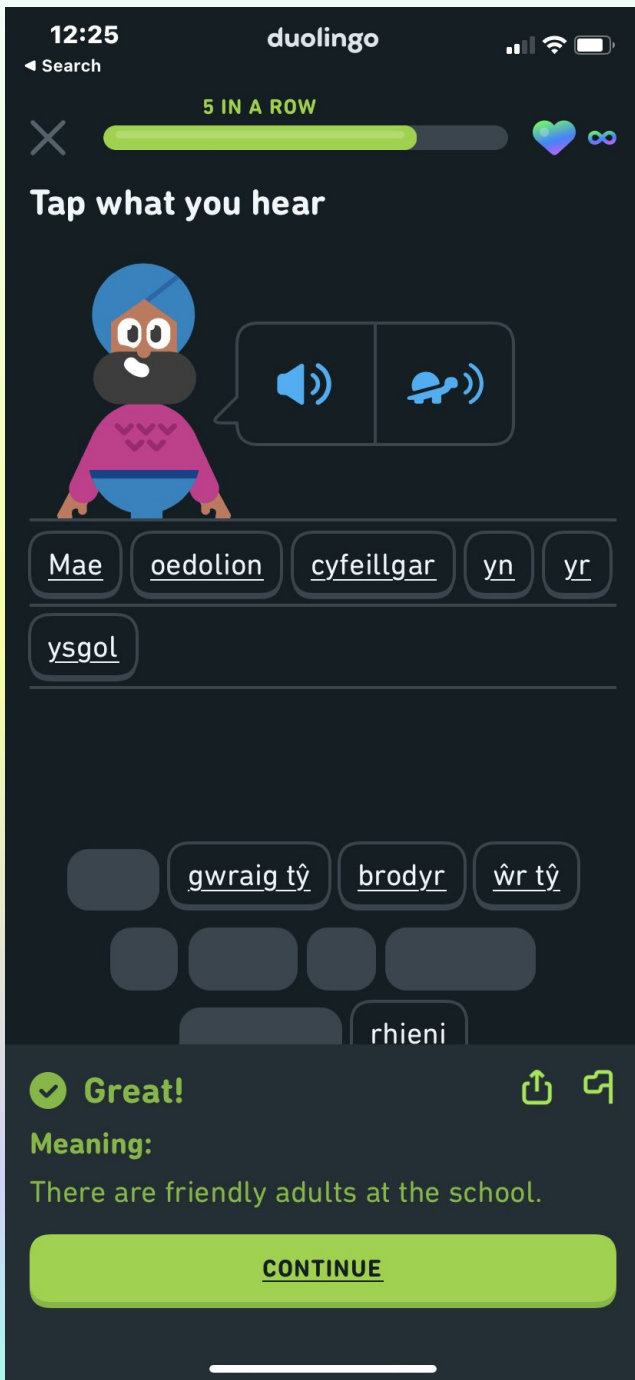 12:25
duolingo
◀ Search
5 IN A ROW
Tap what you hear
Mae oedolion cyfeillgar yn yr
ysgol
gwraig tŷ brodyr ŵr tŷ
rhieni
Great!
Meaning:
There are friendly adults at the school.
CONTINUE